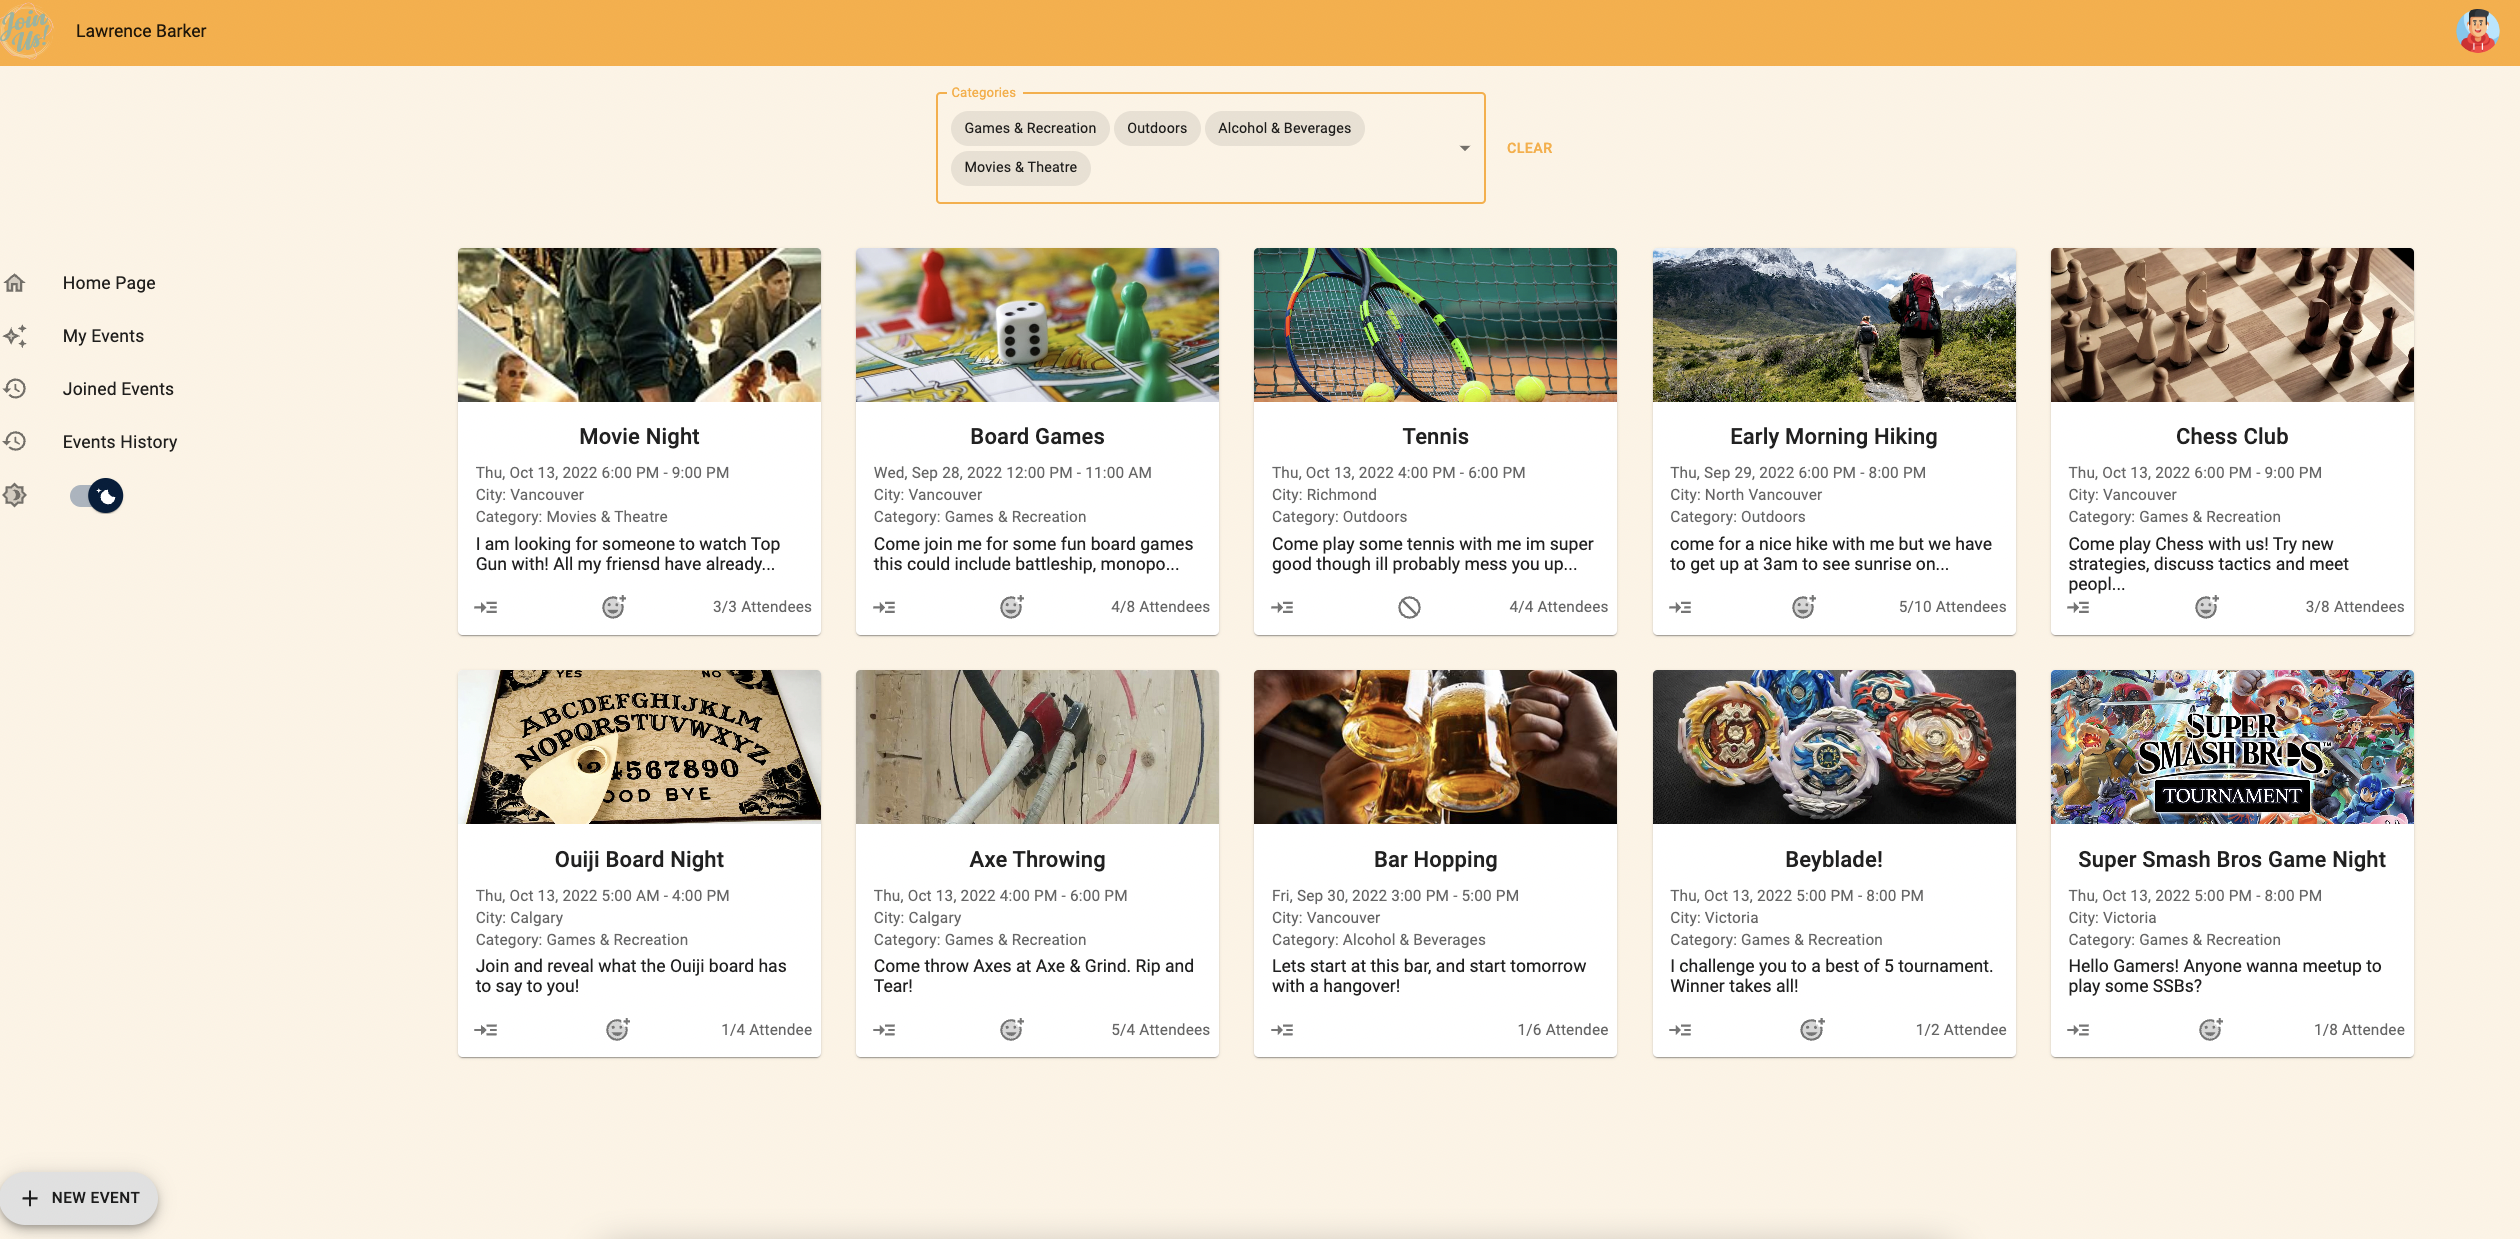 Join Us!
Lawrence Barker
Categories
Games & Recreation
Outdoors
Alcohol & Beverages
Movies & Theatre
CLEAR
Home Page
My Events
Joined Events
Events History
Movie Night
Thu, Oct 13, 2022 6:00 PM - 9:00 PM
City: Vancouver
Category: Movies & Theatre
I am looking for someone to watch Top
Gun with! All my friensd have already...
3/3 Attendees
Board Games
Wed, Sep 28, 2022 12:00 PM - 11:00 AM
City: Vancouver
Category: Games & Recreation
Come join me for some fun board games
this could include battleship, monopo...
4/8 Attendees
Tennis
Thu, Oct 13, 2022 4:00 PM - 6:00 PM
City: Richmond
Category: Outdoors
Come play some tennis with me im super
good though ill probably mess you up...
4/4 Attendees
Early Morning Hiking
Thu, Sep 29, 2022 6:00 PM - 8:00 PM
City: North Vancouver
Category: Outdoors
come for a nice hike with me but we have
to get up at 3am to see sunrise on...
5/10 Attendees
Chess Club
Thu, Oct 13, 2022 6:00 PM - 9:00 PM
City: Vancouver
Category: Games & Recreation
Come play Chess with us! Try new
strategies, discuss tactics and meet
peopl...
3/8 Attendees
YES NO
ABCDEFGHIJKLM
NOPQRSTUVWXYZ
4567890
OOD BYE
Ouiji Board Night
Thu, Oct 13, 2022 5:00 AM - 4:00 PM
City: Calgary
Category: Games & Recreation
Join and reveal what the Ouiji board has
to say to you!
1/4 Attendee
Axe Throwing
Thu, Oct 13, 2022 4:00 PM - 6:00 PM
City: Calgary
Category: Games & Recreation
Come throw Axes at Axe & Grind. Rip and
Tear!
5/4 Attendees
Bar Hopping
Fri, Sep 30, 2022 3:00 PM - 5:00 PM
City: Vancouver
Category: Alcohol & Beverages
Lets start at this bar, and start tomorrow
with a hangover!
1/6 Attendee
Beyblade!
Thu, Oct 13, 2022 5:00 PM - 8:00 PM
City: Victoria
Category: Games & Recreation
I challenge you to a best of 5 tournament.
Winner takes all!
1/2 Attendee
SUPER
SMASH BROS.™
TOURNAMENT
Super Smash Bros Game Night
Thu, Oct 13, 2022 5:00 PM - 8:00 PM
City: Victoria
Category: Games & Recreation
Hello Gamers! Anyone wanna meetup to
play some SSBs?
1/8 Attendee
NEW EVENT